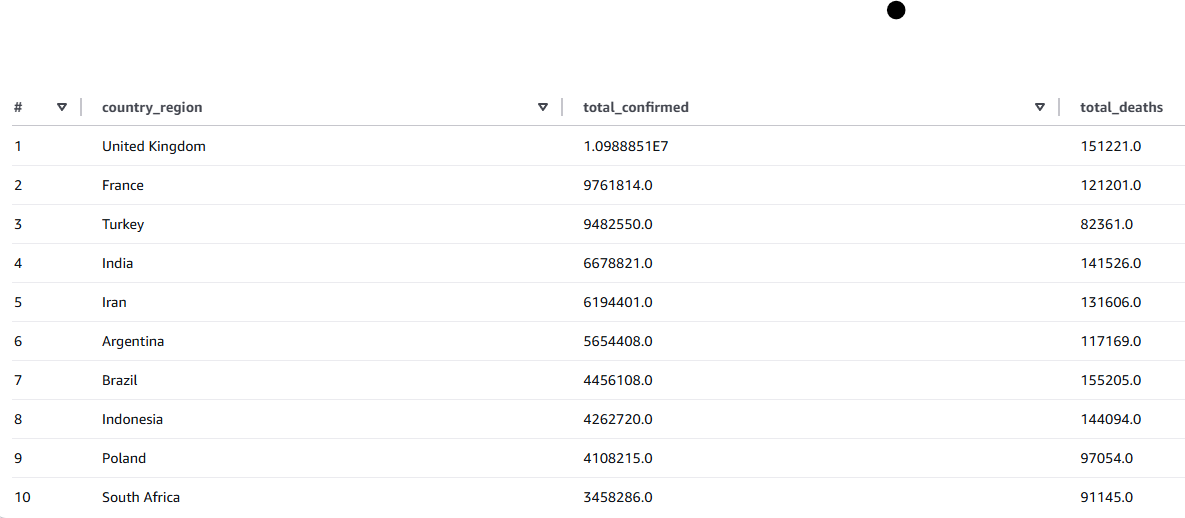 # country_region total_confirmed total_deaths
1 United Kingdom 1.0988851E7 151221.0
2 France 9761814.0 121201.0
3 Turkey 9482550.0 82361.0
4 India 6678821.0 141526.0
5 Iran 6194401.0 131606.0
6 Argentina 5654408.0 117169.0
7 Brazil 4456108.0 155205.0
8 Indonesia 4262720.0 144094.0
9 Poland 4108215.0 97054.0
10 South Africa 3458286.0 91145.0